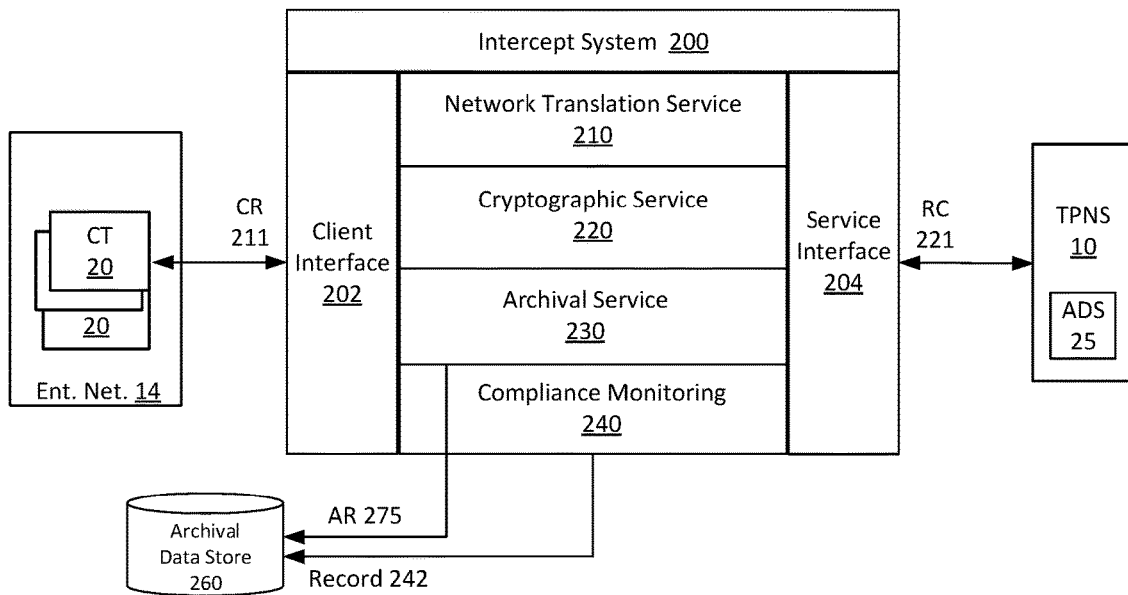 Intercept System 200
Network Translation Service
210
Cryptographic Service
220
Archival Service
230
Compliance Monitoring
240
Client
Interface
202
Service
Interface
204
CT
20
20
Ent. Net. 14
CR
211
RC
221
TPNS
10
ADS
25
AR 275
Record 242
Archival
Data Store
260